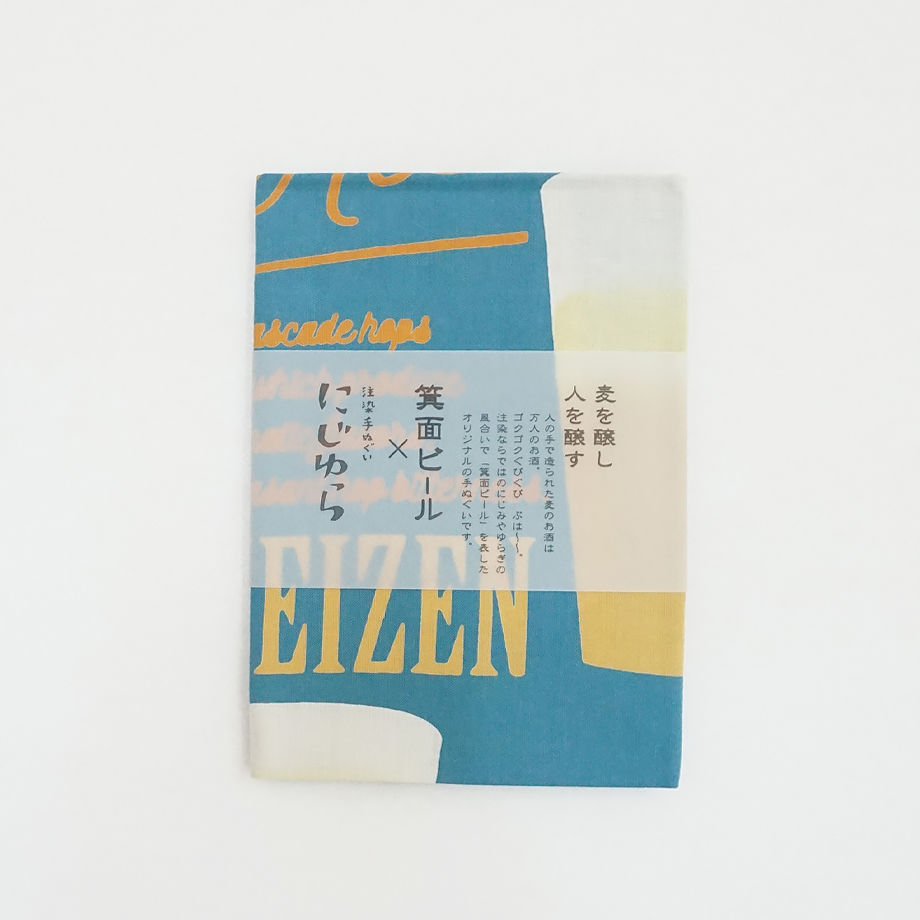 ascade hops
麦を醸し
人を醸す
人の手で造られた麦のお酒は
万人のお酒。
ゴクゴクぐびぐび ぷは〜〜。
注染ならではのにじみやゆらぎの
風合いで「箕面ビール」を表した
オリジナルの手ぬぐいです。
箕面ビール
×
注染手ぬぐい
にじゆら
EIZEN